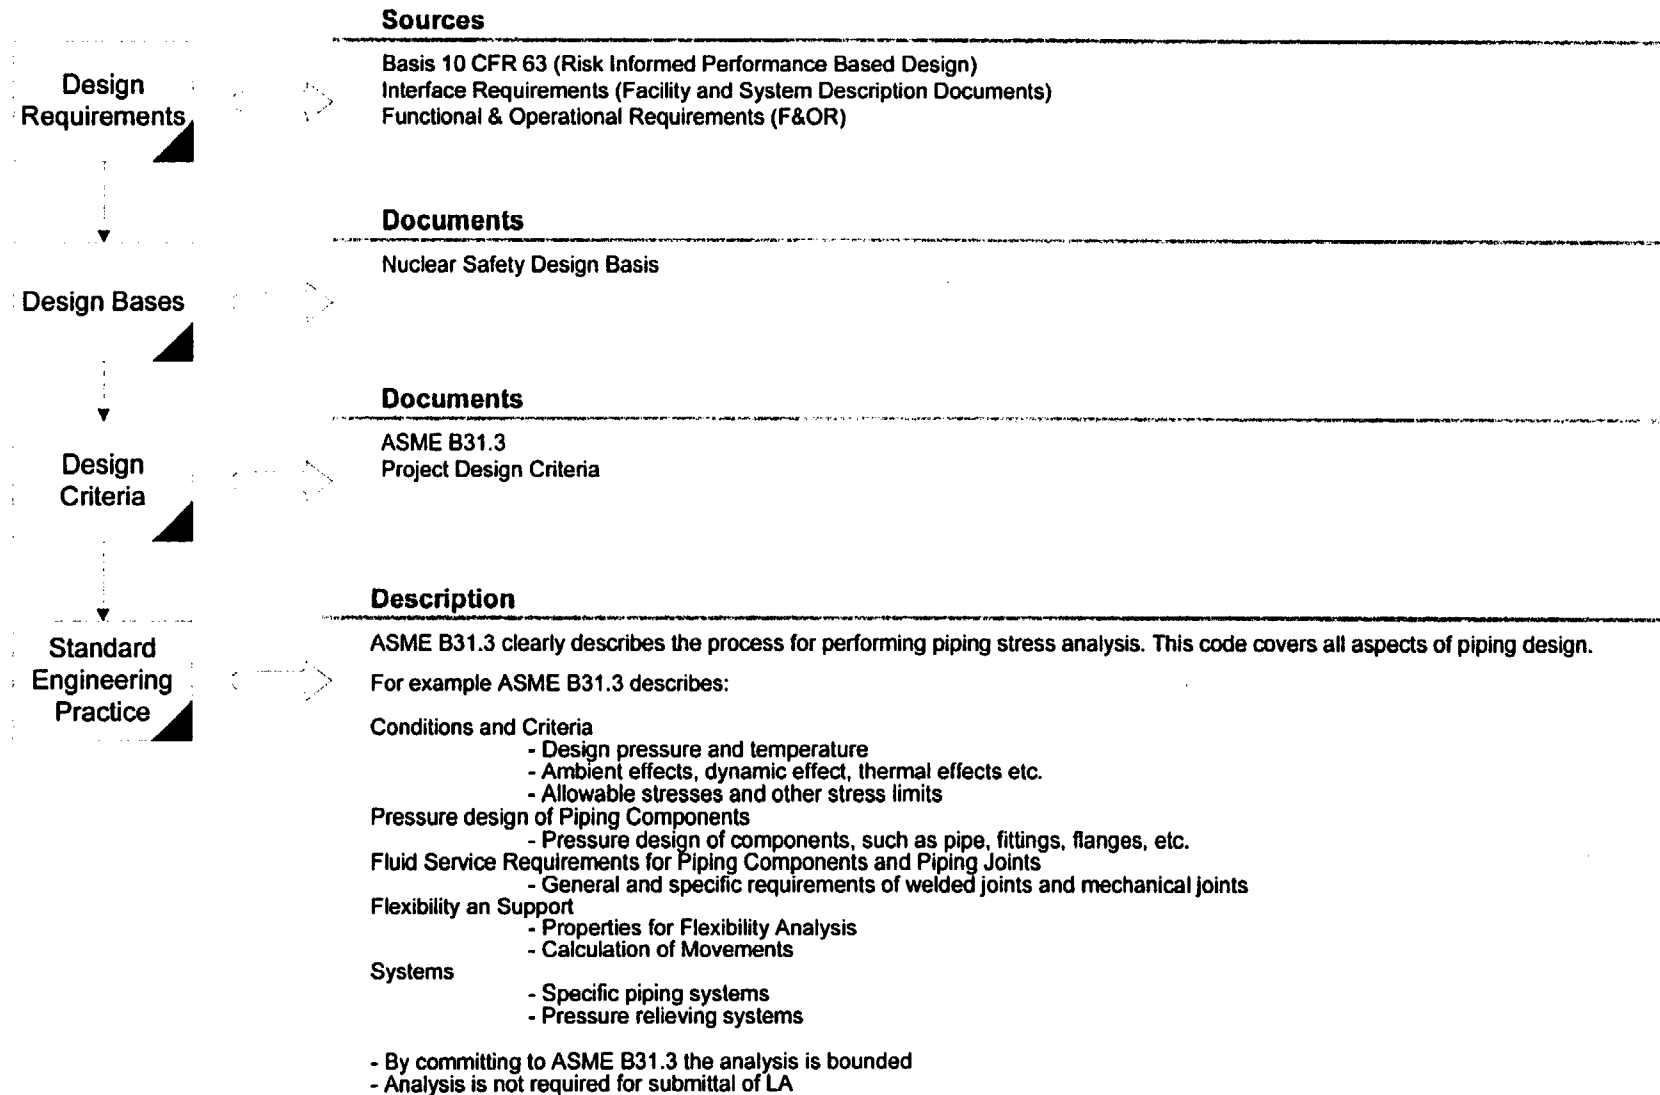 Sources
Design
Requirements
Basis 10 CFR 63 (Risk Informed Performance Based Design)
Interface Requirements (Facility and System Description Documents)
Functional & Operational Requirements (F&OR)
Documents
Design Bases
Nuclear Safety Design Basis
Documents
Design
Criteria
ASME B31.3
Project Design Criteria
Description
Standard
Engineering
Practice
ASME B31.3 clearly describes the process for performing piping stress analysis. This code covers all aspects of piping design.
For example ASME B31.3 describes:
Conditions and Criteria
- Design pressure and temperature
- Ambient effects, dynamic effect, thermal effects etc.
- Allowable stresses and other stress limits
Pressure design of Piping Components
- Pressure design of components, such as pipe, fittings, flanges, etc.
Fluid Service Requirements for Piping Components and Piping Joints
- General and specific requirements of welded joints and mechanical joints
Flexibility an Support
- Properties for Flexibility Analysis
- Calculation of Movements
Systems
- Specific piping systems
- Pressure relieving systems
- By committing to ASME B31.3 the analysis is bounded
- Analysis is not required for submittal of LA